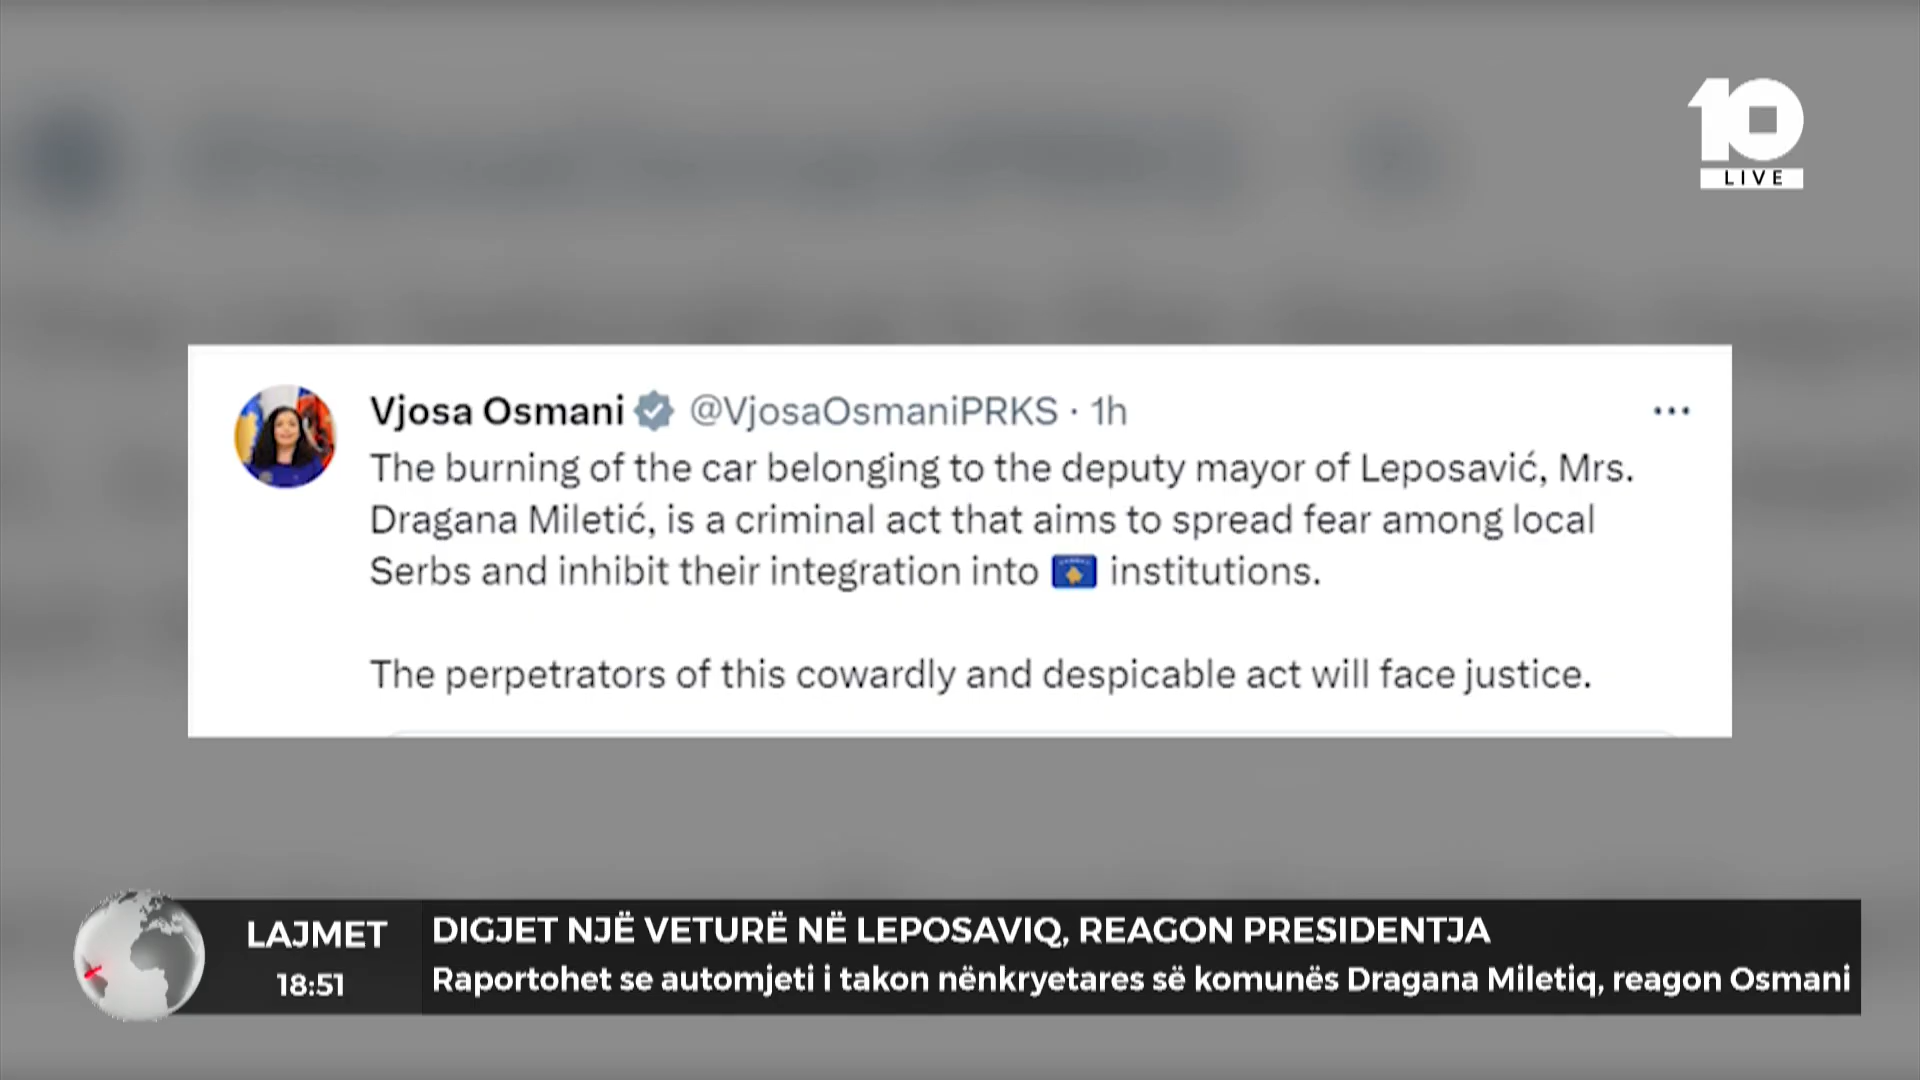 10
LIVE
Vjosa Osmani @VjosaOsmaniPRKS · 1h
The burning of the car belonging to the deputy mayor of Leposavić, Mrs.
Dragana Miletić, is a criminal act that aims to spread fear among local
Serbs and inhibit their integration into 🇽🇰 institutions.
The perpetrators of this cowardly and despicable act will face justice.
LAJMET
18:51
DIGJET NJË VETURË NË LEPOSAVIQ, REAGON PRESIDENTJA
Raportohet se automjeti i takon nënkryetares së komunës Dragana Miletiq, reagon Osmani